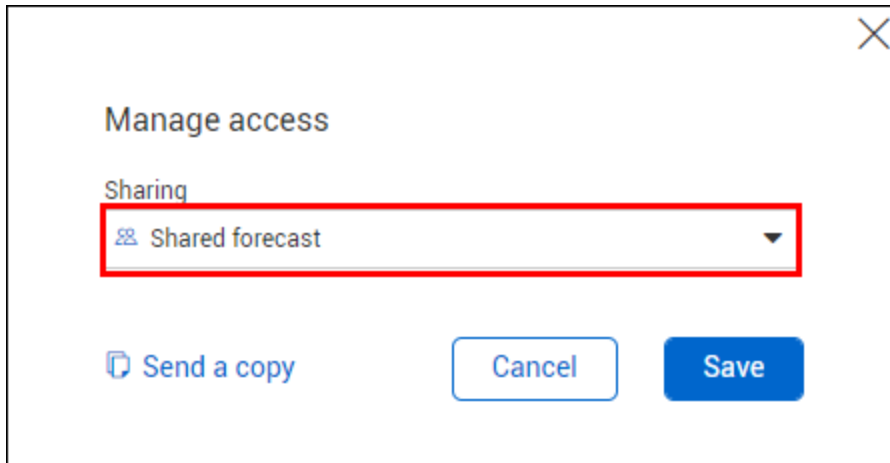 Manage access
Sharing
Shared forecast
Send a copy
Cancel
Save